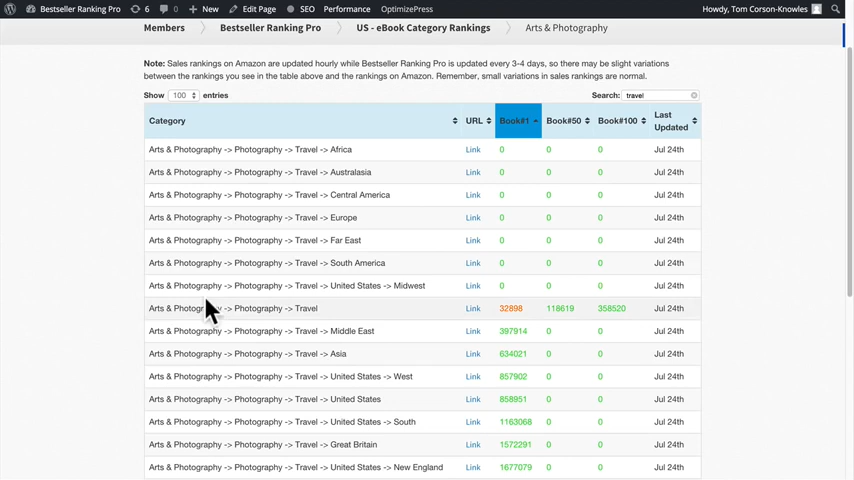 Bestseller Ranking Pro 6 0 + New Edit Page SEO Performance OptimizePress Howdy, Tom Corson-Knowles
Members Bestseller Ranking Pro US - eBook Category Rankings Arts & Photography
Note: Sales rankings on Amazon are updated hourly while Bestseller Ranking Pro is updated every 3-4 days, so there may be slight variations
between the rankings you see in the table above and the rankings on Amazon. Remember, small variations in sales rankings are normal.
Show 100 entries Search: travel
Category URL Book#1 Book#50 Book#100 Last Updated
Arts & Photography -> Photography -> Travel -> Africa Link 0 0 0 Jul 24th
Arts & Photography -> Photography -> Travel -> Australasia Link 0 0 0 Jul 24th
Arts & Photography -> Photography -> Travel -> Central America Link 0 0 0 Jul 24th
Arts & Photography -> Photography -> Travel -> Europe Link 0 0 0 Jul 24th
Arts & Photography -> Photography -> Travel -> Far East Link 0 0 0 Jul 24th
Arts & Photography -> Photography -> Travel -> South America Link 0 0 0 Jul 24th
Arts & Photography -> Photography -> Travel -> United States -> Midwest Link 0 0 0 Jul 24th
Arts & Photography -> Photography -> Travel Link 32898 118619 358520 Jul 24th
Arts & Photography -> Photography -> Travel -> Middle East Link 397914 0 0 Jul 24th
Arts & Photography -> Photography -> Travel -> Asia Link 634021 0 0 Jul 24th
Arts & Photography -> Photography -> Travel -> United States -> West Link 857902 0 0 Jul 24th
Arts & Photography -> Photography -> Travel -> United States Link 858951 0 0 Jul 24th
Arts & Photography -> Photography -> Travel -> United States -> South Link 1163068 0 0 Jul 24th
Arts & Photography -> Photography -> Travel -> Great Britain Link 1572291 0 0 Jul 24th
Arts & Photography -> Photography -> Travel -> United States -> New England Link 1677079 0 0 Jul 24th